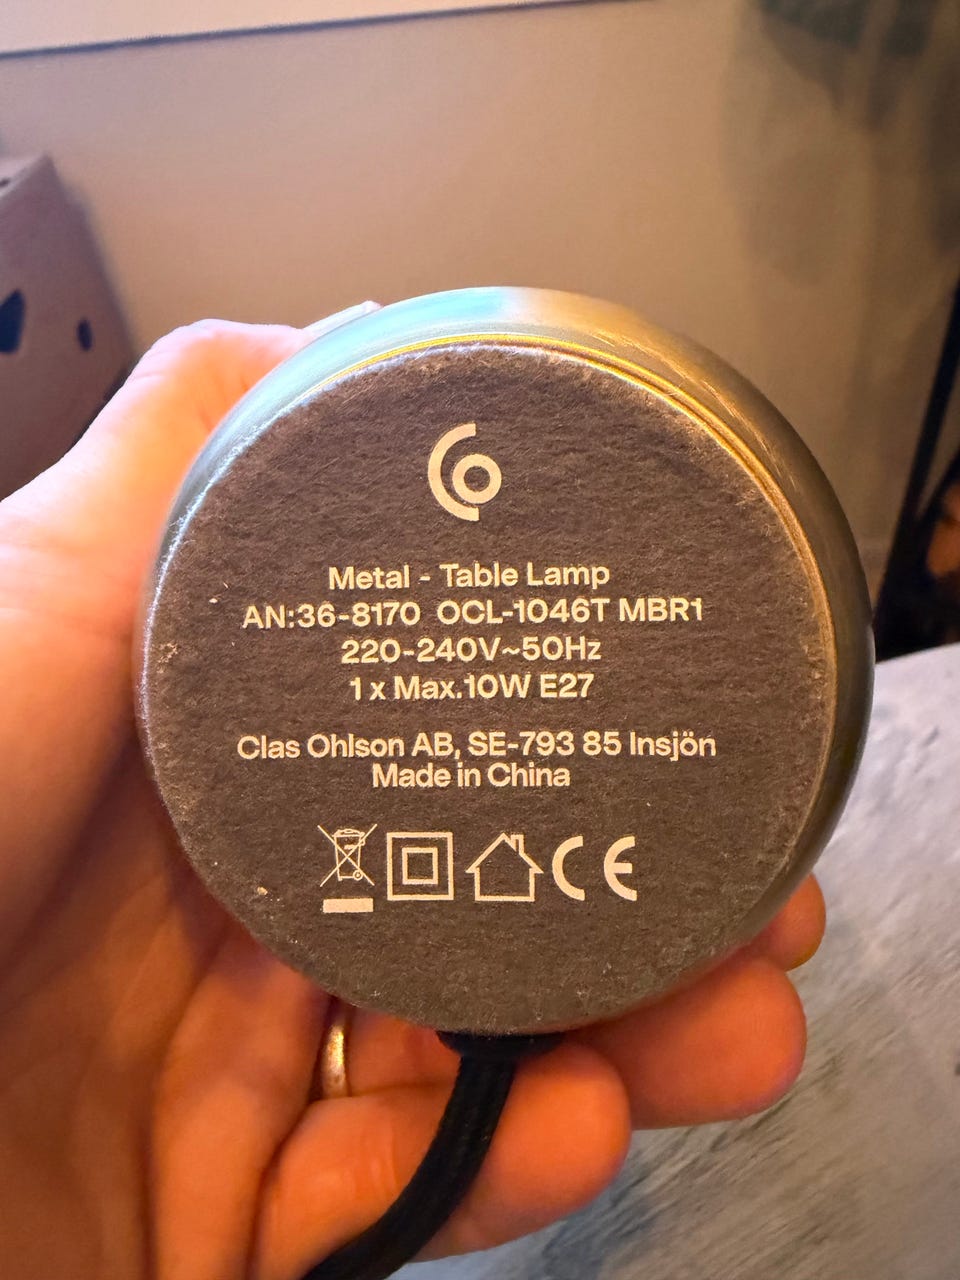 Metal - Table Lamp
AN:36-8170 OCL-1046T MBR1
220-240V~50Hz
1 x Max.10W E27
Clas Ohlson AB, SE-793 85 Insjön
Made in China
CE